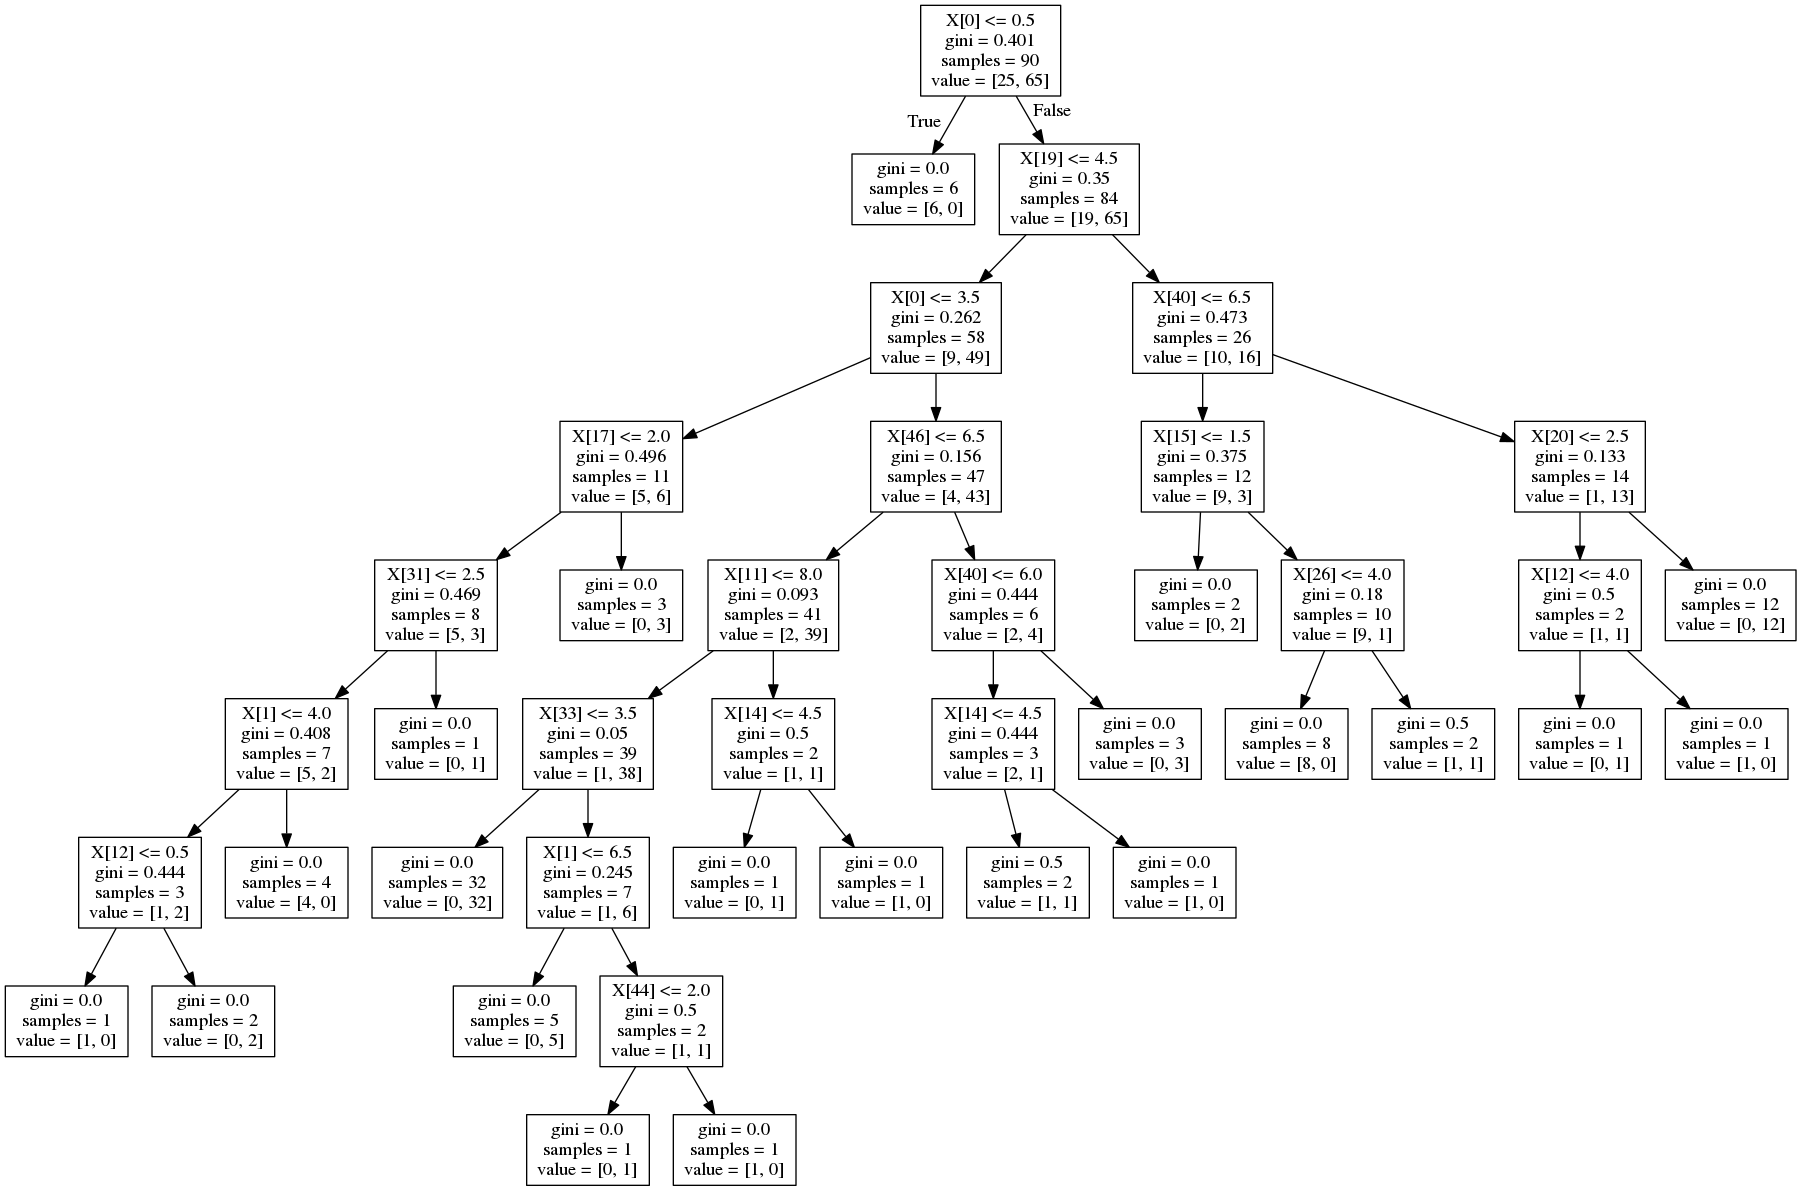 X[0] <= 0.5
gini = 0.401
samples = 90
value = [25, 65]
True
False
gini = 0.0
samples = 6
value = [6, 0]
X[19] <= 4.5
gini = 0.35
samples = 84
value = [19, 65]
X[0] <= 3.5
gini = 0.262
samples = 58
value = [9, 49]
X[40] <= 6.5
gini = 0.473
samples = 26
value = [10, 16]
X[17] <= 2.0
gini = 0.496
samples = 11
value = [5, 6]
X[46] <= 6.5
gini = 0.156
samples = 47
value = [4, 43]
X[15] <= 1.5
gini = 0.375
samples = 12
value = [9, 3]
X[20] <= 2.5
gini = 0.133
samples = 14
value = [1, 13]
X[31] <= 2.5
gini = 0.469
samples = 8
value = [5, 3]
gini = 0.0
samples = 3
value = [0, 3]
X[11] <= 8.0
gini = 0.093
samples = 41
value = [2, 39]
X[40] <= 6.0
gini = 0.444
samples = 6
value = [2, 4]
gini = 0.0
samples = 2
value = [0, 2]
X[26] <= 4.0
gini = 0.18
samples = 10
value = [9, 1]
X[12] <= 4.0
gini = 0.5
samples = 2
value = [1, 1]
gini = 0.0
samples = 12
value = [0, 12]
X[1] <= 4.0
gini = 0.408
samples = 7
value = [5, 2]
gini = 0.0
samples = 1
value = [0, 1]
X[33] <= 3.5
gini = 0.05
samples = 39
value = [1, 38]
X[14] <= 4.5
gini = 0.5
samples = 2
value = [1, 1]
X[14] <= 4.5
gini = 0.444
samples = 3
value = [2, 1]
gini = 0.0
samples = 3
value = [0, 3]
gini = 0.0
samples = 8
value = [8, 0]
gini = 0.5
samples = 2
value = [1, 1]
gini = 0.0
samples = 1
value = [0, 1]
gini = 0.0
samples = 1
value = [1, 0]
X[12] <= 0.5
gini = 0.444
samples = 3
value = [1, 2]
gini = 0.0
samples = 4
value = [4, 0]
gini = 0.0
samples = 32
value = [0, 32]
X[1] <= 6.5
gini = 0.245
samples = 7
value = [1, 6]
gini = 0.0
samples = 1
value = [0, 1]
gini = 0.0
samples = 1
value = [1, 0]
gini = 0.5
samples = 2
value = [1, 1]
gini = 0.0
samples = 1
value = [1, 0]
gini = 0.0
samples = 1
value = [1, 0]
gini = 0.0
samples = 2
value = [0, 2]
gini = 0.0
samples = 5
value = [0, 5]
X[44] <= 2.0
gini = 0.5
samples = 2
value = [1, 1]
gini = 0.0
samples = 1
value = [0, 1]
gini = 0.0
samples = 1
value = [1, 0]